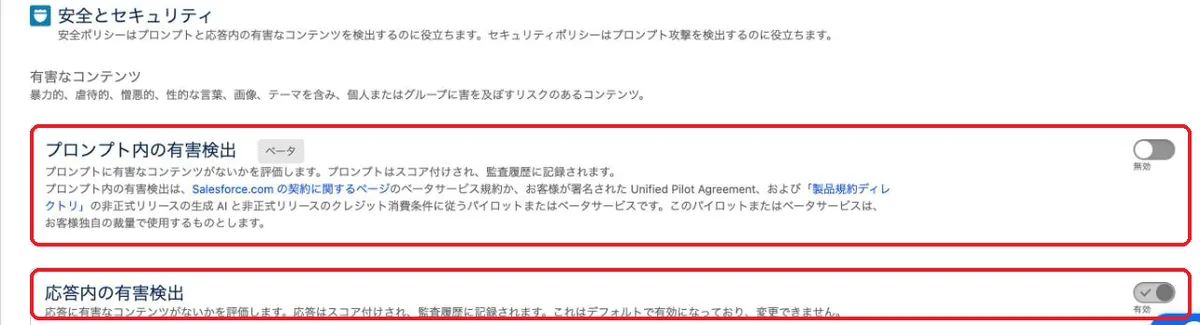 安全とセキュリティ
安全ポリシーはプロンプトと応答内の有害なコンテンツを検出するのに役立ちます。セキュリティポリシーはプロンプト攻撃を検出するのに役立ちます。
有害なコンテンツ
暴力的、虐待的、憎悪的、性的な言葉、画像、テーマを含み、個人またはグループに害を及ぼすリスクのあるコンテンツ。
プロンプト内の有害検出 ベータ
無効
プロンプトに有害なコンテンツがないかを評価します。プロンプトはスコア付けされ、監査履歴に記録されます。
プロンプト内の有害検出は、Salesforce.com の契約に関するページのベータサービス規約か、お客様が署名された Unified Pilot Agreement、および「製品規約ディレ
クトリ」の非正式リリースの生成 AI と非正式リリースのクレジット消費条件に従うパイロットまたはベータサービスです。このパイロットまたはベータサービスは、
お客様独自の裁量で使用するものとします。
応答内の有害検出
有効
応答に有害なコンテンツがないかを評価します。応答はスコア付けされ、監査履歴に記録されます。これはデフォルトで有効になっており、変更できません。